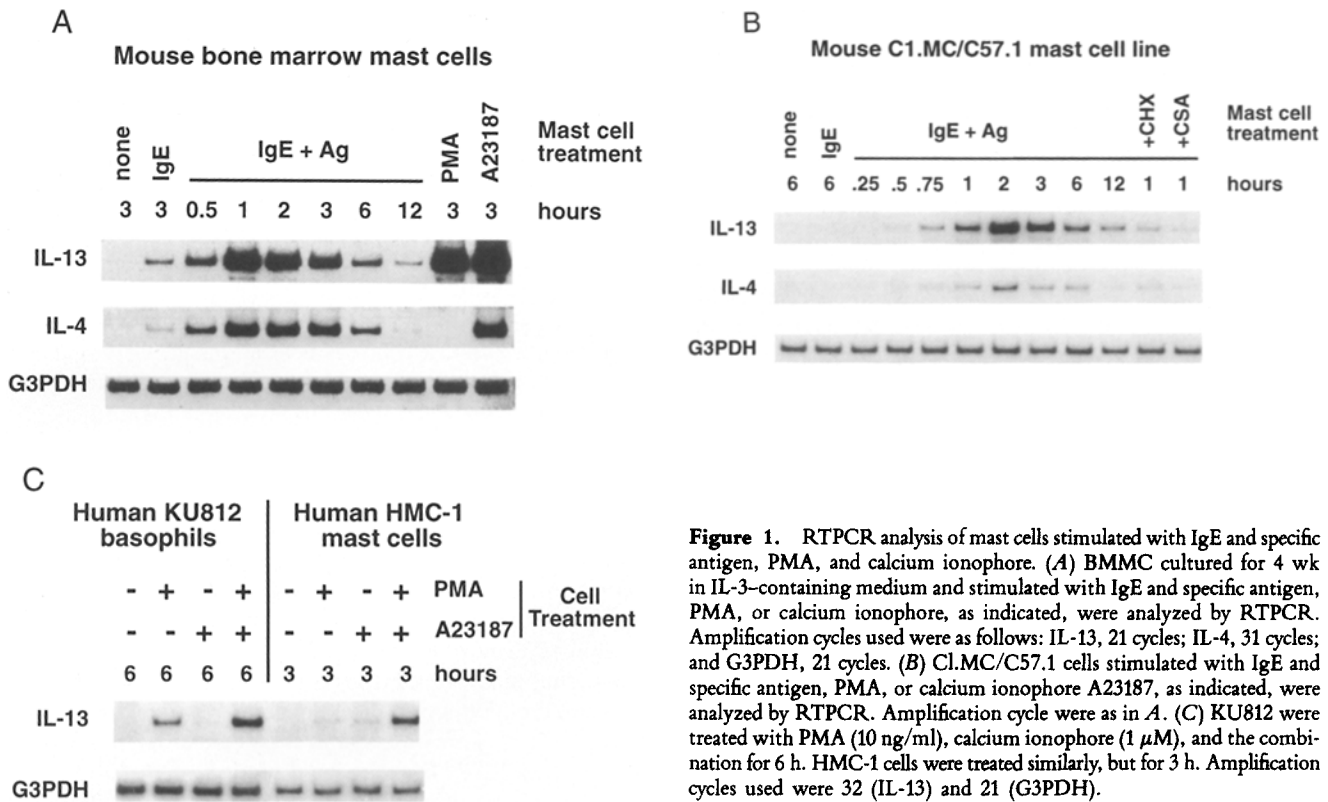 A
Mouse bone marrow mast cells
none
IgE
IgE + Ag
PMA
A23187
Mast cell
treatment
3 3 0.5 1 2 3 6 12 3 3 hours
IL-13
IL-4
G3PDH
B
Mouse C1.MC/C57.1 mast cell line
none
IgE
IgE + Ag
+CHX
+CSA
Mast cell
treatment
6 6 .25 .5 .75 1 2 3 6 12 1 1 hours
IL-13
IL-4
G3PDH
C
Human KU812
basophils
Human HMC-1
mast cells
- + - + - + - + PMA
- - + + - - + + A23187
Cell
Treatment
6 6 6 6 3 3 3 3 hours
IL-13
G3PDH
Figure 1. RTPCR analysis of mast cells stimulated with IgE and specific
antigen, PMA, and calcium ionophore. (A) BMMC cultured for 4 wk
in IL-3–containing medium and stimulated with IgE and specific antigen,
PMA, or calcium ionophore, as indicated, were analyzed by RTPCR.
Amplification cycles used were as follows: IL-13, 21 cycles; IL-4, 31 cycles;
and G3PDH, 21 cycles. (B) Cl.MC/C57.1 cells stimulated with IgE and
specific antigen, PMA, or calcium ionophore A23187, as indicated, were
analyzed by RTPCR. Amplification cycle were as in A. (C) KU812 were
treated with PMA (10 ng/ml), calcium ionophore (1 μM), and the combi-
nation for 6 h. HMC-1 cells were treated similarly, but for 3 h. Amplification
cycles used were 32 (IL-13) and 21 (G3PDH).